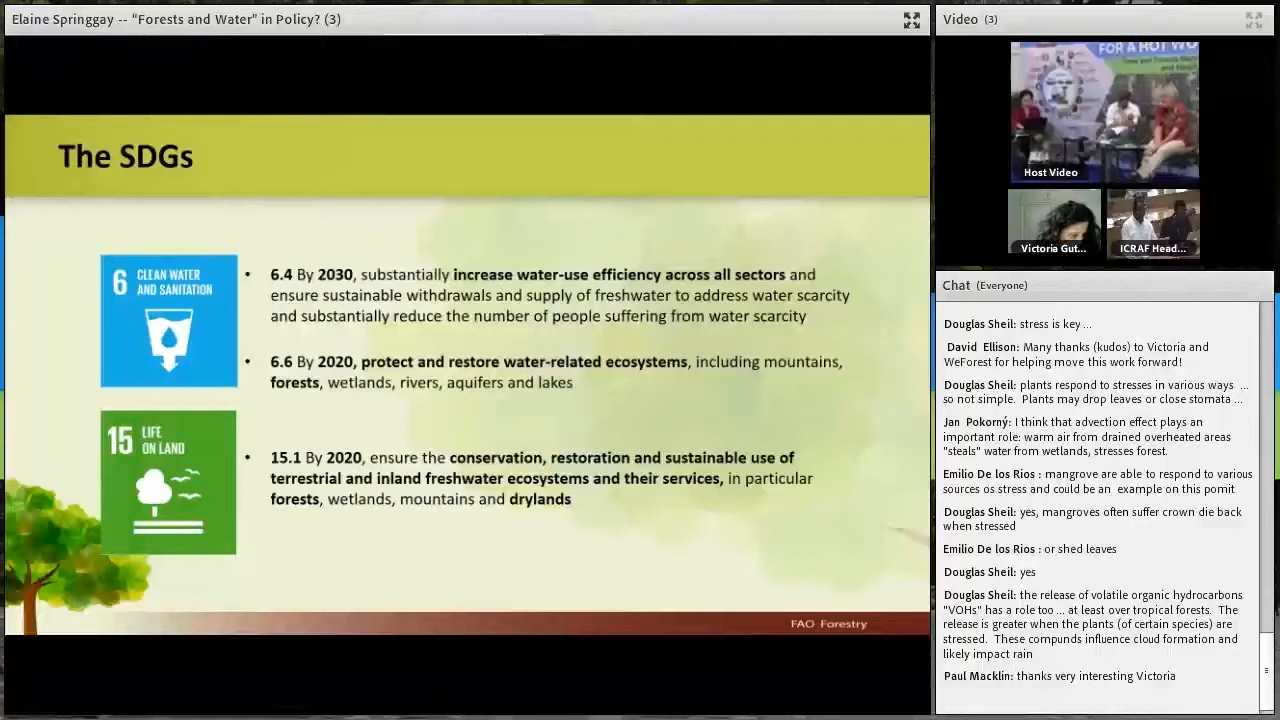 Elaine Springgay -- "Forests and Water" in Policy? (3)
The SDGs
6 CLEAN WATER
AND SANITATION
• 6.4 By 2030, substantially increase water-use efficiency across all sectors and
ensure sustainable withdrawals and supply of freshwater to address water scarcity
and substantially reduce the number of people suffering from water scarcity
• 6.6 By 2020, protect and restore water-related ecosystems, including mountains,
forests, wetlands, rivers, aquifers and lakes
15 LIFE
ON LAND
• 15.1 By 2020, ensure the conservation, restoration and sustainable use of
terrestrial and inland freshwater ecosystems and their services, in particular
forests, wetlands, mountains and drylands
FAO Forestry
Video (3)
FOR A HOT WO
Host Video
Victoria Gut...
ICRAF Head...
Chat (Everyone)
Douglas Sheil: stress is key ...
David Ellison: Many thanks (kudos) to Victoria and
WeForest for helping move this work forward!
Douglas Sheil: plants respond to stresses in various ways ...
so not simple. Plants may drop leaves or close stomata ...
Jan Pokorný: I think that advection effect plays an
important role: warm air from drained overheated areas
"steals" water from wetlands, stresses forest.
Emilio De los Rios : mangrove are able to respond to various
sources os stress and could be an example on this pomit
Douglas Sheil: yes, mangroves often suffer crown die back
when stressed
Emilio De los Rios : or shed leaves
Douglas Sheil: yes
Douglas Sheil: the release of volatile organic hydrocarbons
"VOHs" has a role too ... at least over tropical forests. The
release is greater when the plants (of certain species) are
stressed. These compunds influence cloud formation and
likely impact rain
Paul Macklin: thanks very interesting Victoria